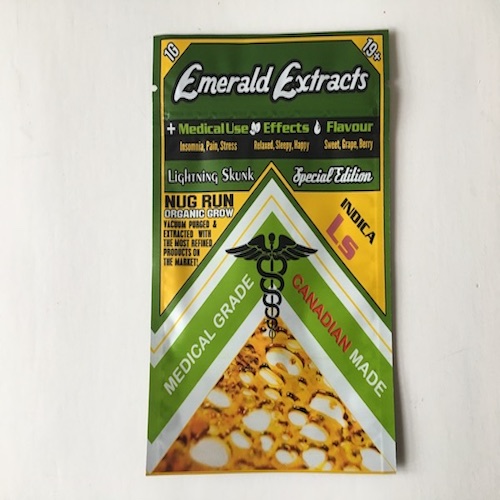 1G
19+
Emerald Extracts
+ Medical Use Effects Flavour
Insomnia, Pain, Stress Relaxed, Sleepy, Happy Sweet, Grape, Berry
Lightning Skunk Special Edition
NUG RUN
ORGANIC GROW
VACUUM PURGED &
EXTRACTED WITH
THE MOST REFINED
PRODUCTS ON
THE MARKET!
INDICA
LS
MEDICAL GRADE
CANADIAN MADE